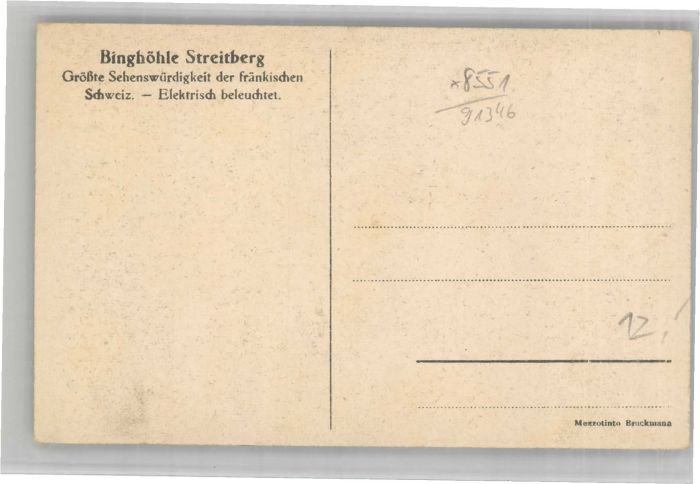 Binghöhle Streitberg
Größte Sehenswürdigkeit der fränkischen
Schweiz. — Elektrisch beleuchtet.
x8551
91346
12,-
Mezzotinto Bruckmann